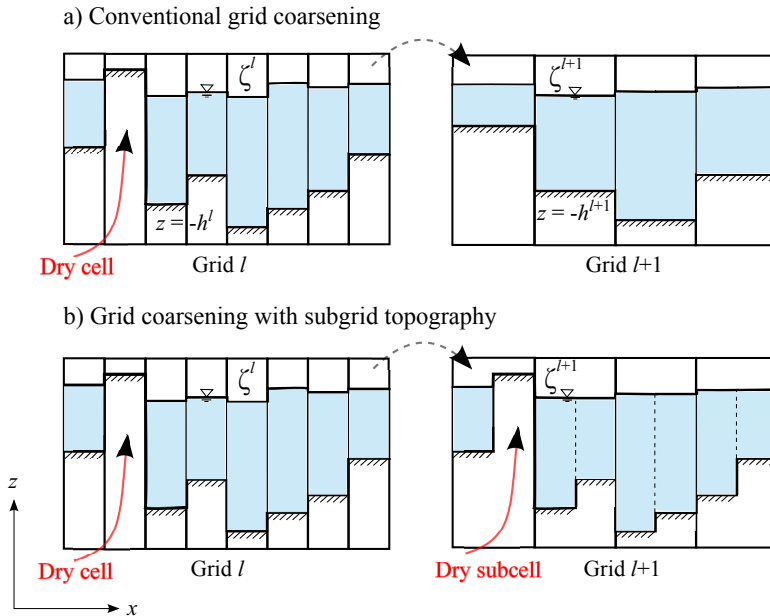 a) Conventional grid coarsening
ζ^l
ζ^{l+1}
z = -h^l
z = -h^{l+1}
Dry cell
Grid l
Grid l+1
b) Grid coarsening with subgrid topography
ζ^l
ζ^{l+1}
z
Dry cell
Grid l
Dry subcell
Grid l+1
x